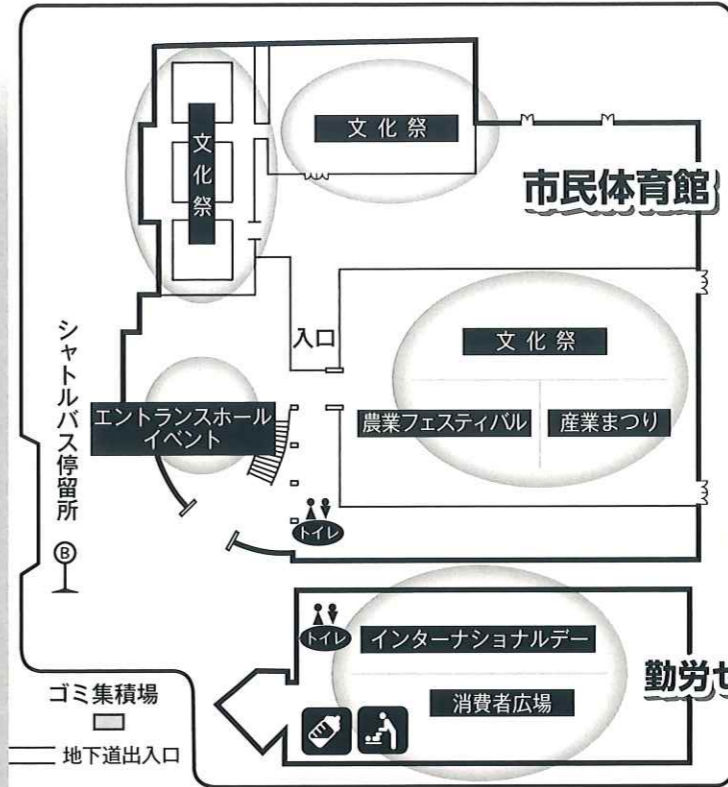 文化祭
文化祭
市民体育館
入口
文化祭
シャトルバス停留所
エントランスホール
イベント
農業フェスティバル
産業まつり
トイレ
B
トイレ
インターナショナルデー
勤労セ
消費者広場
ゴミ集積場
地下道出入口